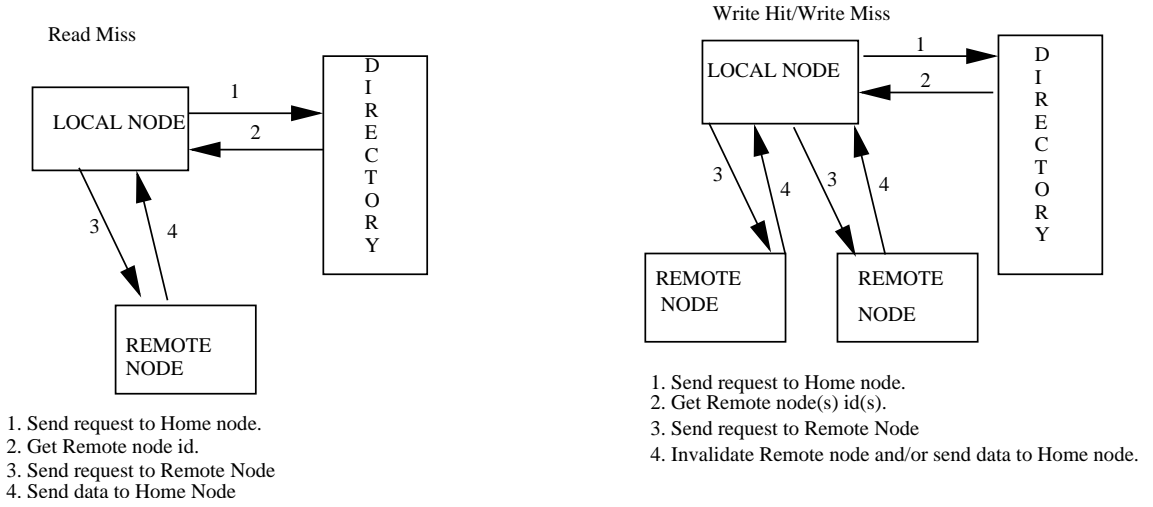 Read Miss
LOCAL NODE
DIRECTORY
1
2
3
4
REMOTE
NODE
1. Send request to Home node.
2. Get Remote node id.
3. Send request to Remote Node
4. Send data to Home Node
Write Hit/Write Miss
LOCAL NODE
DIRECTORY
1
2
3
4
3
4
REMOTE
NODE
REMOTE
NODE
1. Send request to Home node.
2. Get Remote node(s) id(s).
3. Send request to Remote Node
4. Invalidate Remote node and/or send data to Home node.